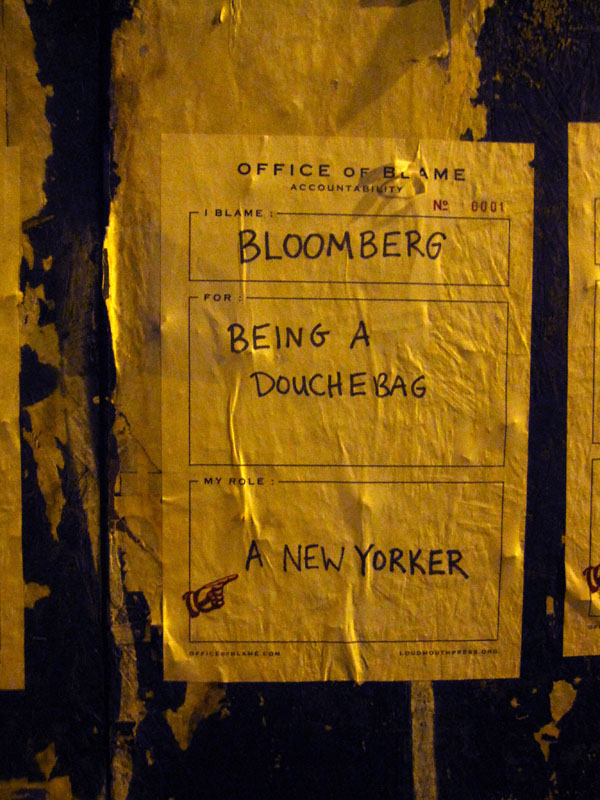 OFFICE OF BLAME
ACCOUNTABILITY
Nº 0001
I BLAME :
BLOOMBERG
FOR :
BEING A
DOUCHEBAG
MY ROLE :
A NEW YORKER
OFFICEOFBLAME.COM LOUDMOUTHPRESS.ORG